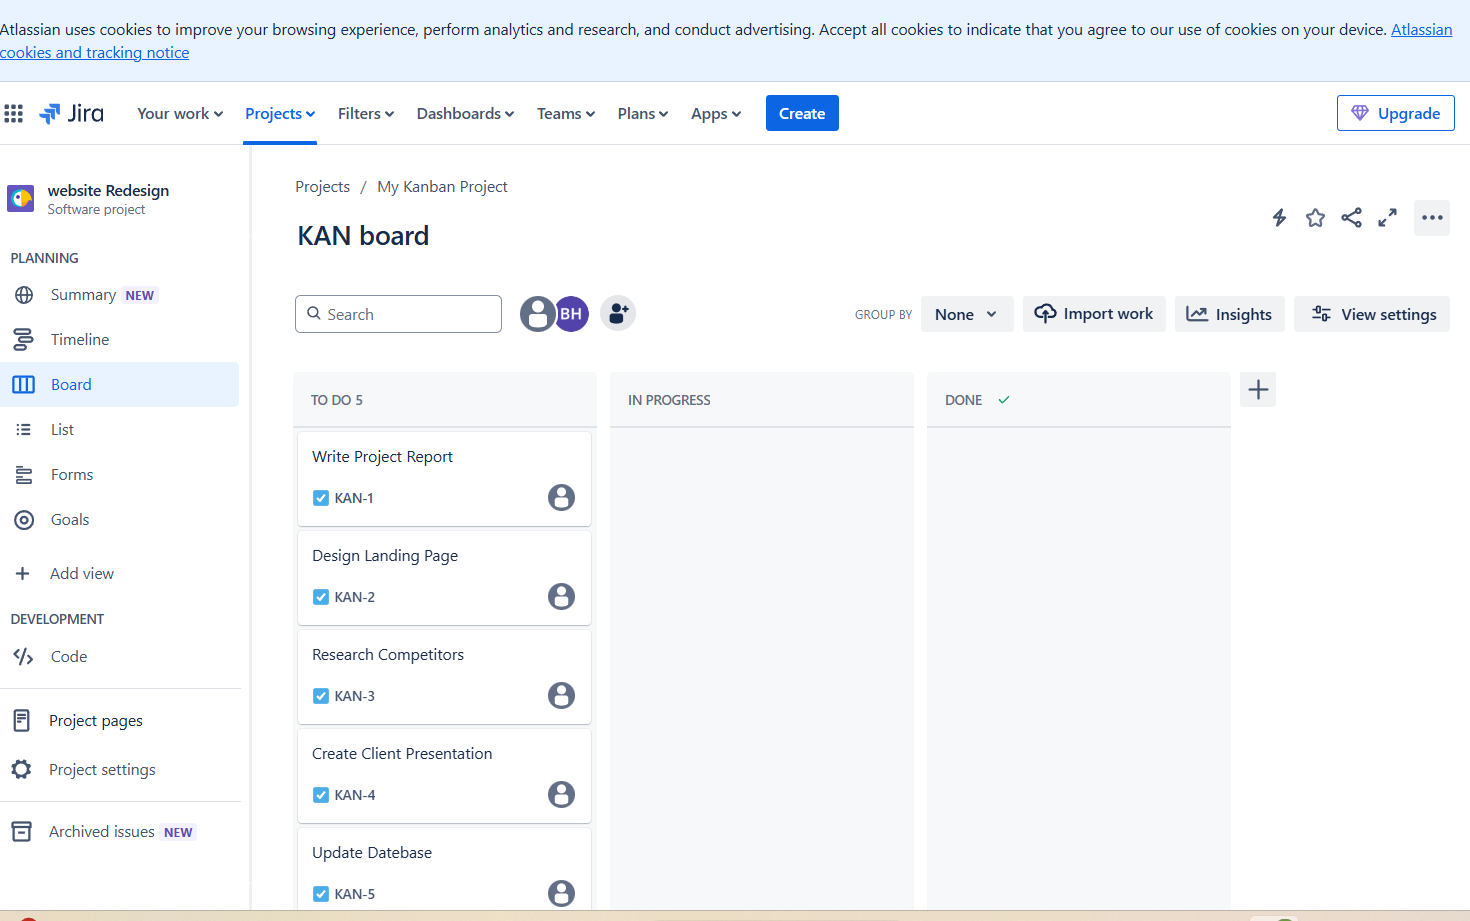 Atlassian uses cookies to improve your browsing experience, perform analytics and research, and conduct advertising. Accept all cookies to indicate that you agree to our use of cookies on your device. Atlassian
cookies and tracking notice
Jira Your work Projects Filters Dashboards Teams Plans Apps Create Upgrade
website Redesign
Software project
PLANNING
Summary NEW
Timeline
Board
List
Forms
Goals
Add view
DEVELOPMENT
Code
Project pages
Project settings
Archived issues NEW
Projects / My Kanban Project
KAN board
Search BH GROUP BY None Import work Insights View settings
TO DO 5
Write Project Report
KAN-1
Design Landing Page
KAN-2
Research Competitors
KAN-3
Create Client Presentation
KAN-4
Update Datebase
KAN-5
IN PROGRESS
DONE